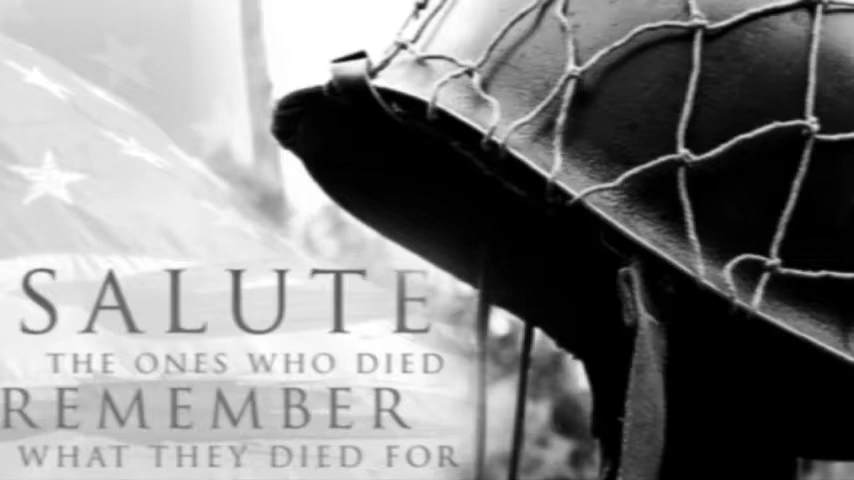 SALUTE
THE ONES WHO DIED
REMEMBER
WHAT THEY DIED FOR